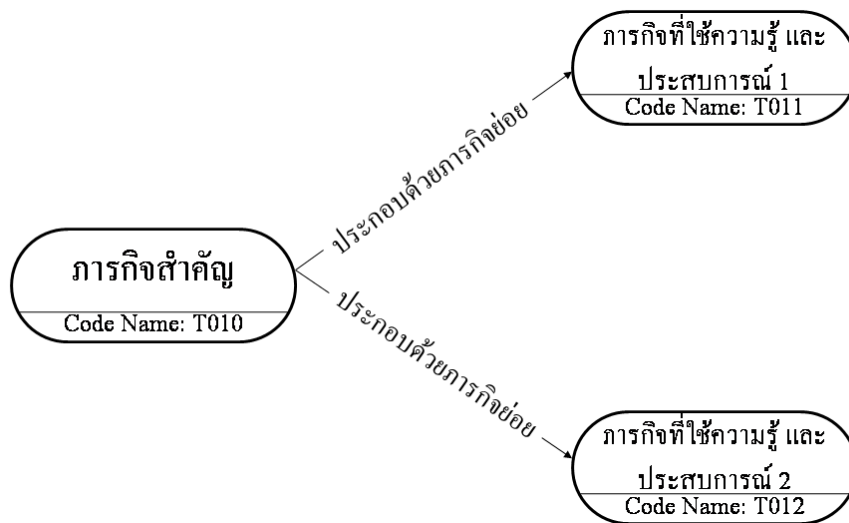 ภารกิจที่ใช้ความรู้ และ
ประสบการณ์ 1
Code Name: T011
ประกอบด้วยภารกิจย่อย
ภารกิจสำคัญ
Code Name: T010
ประกอบด้วยภารกิจย่อย
ภารกิจที่ใช้ความรู้ และ
ประสบการณ์ 2
Code Name: T012